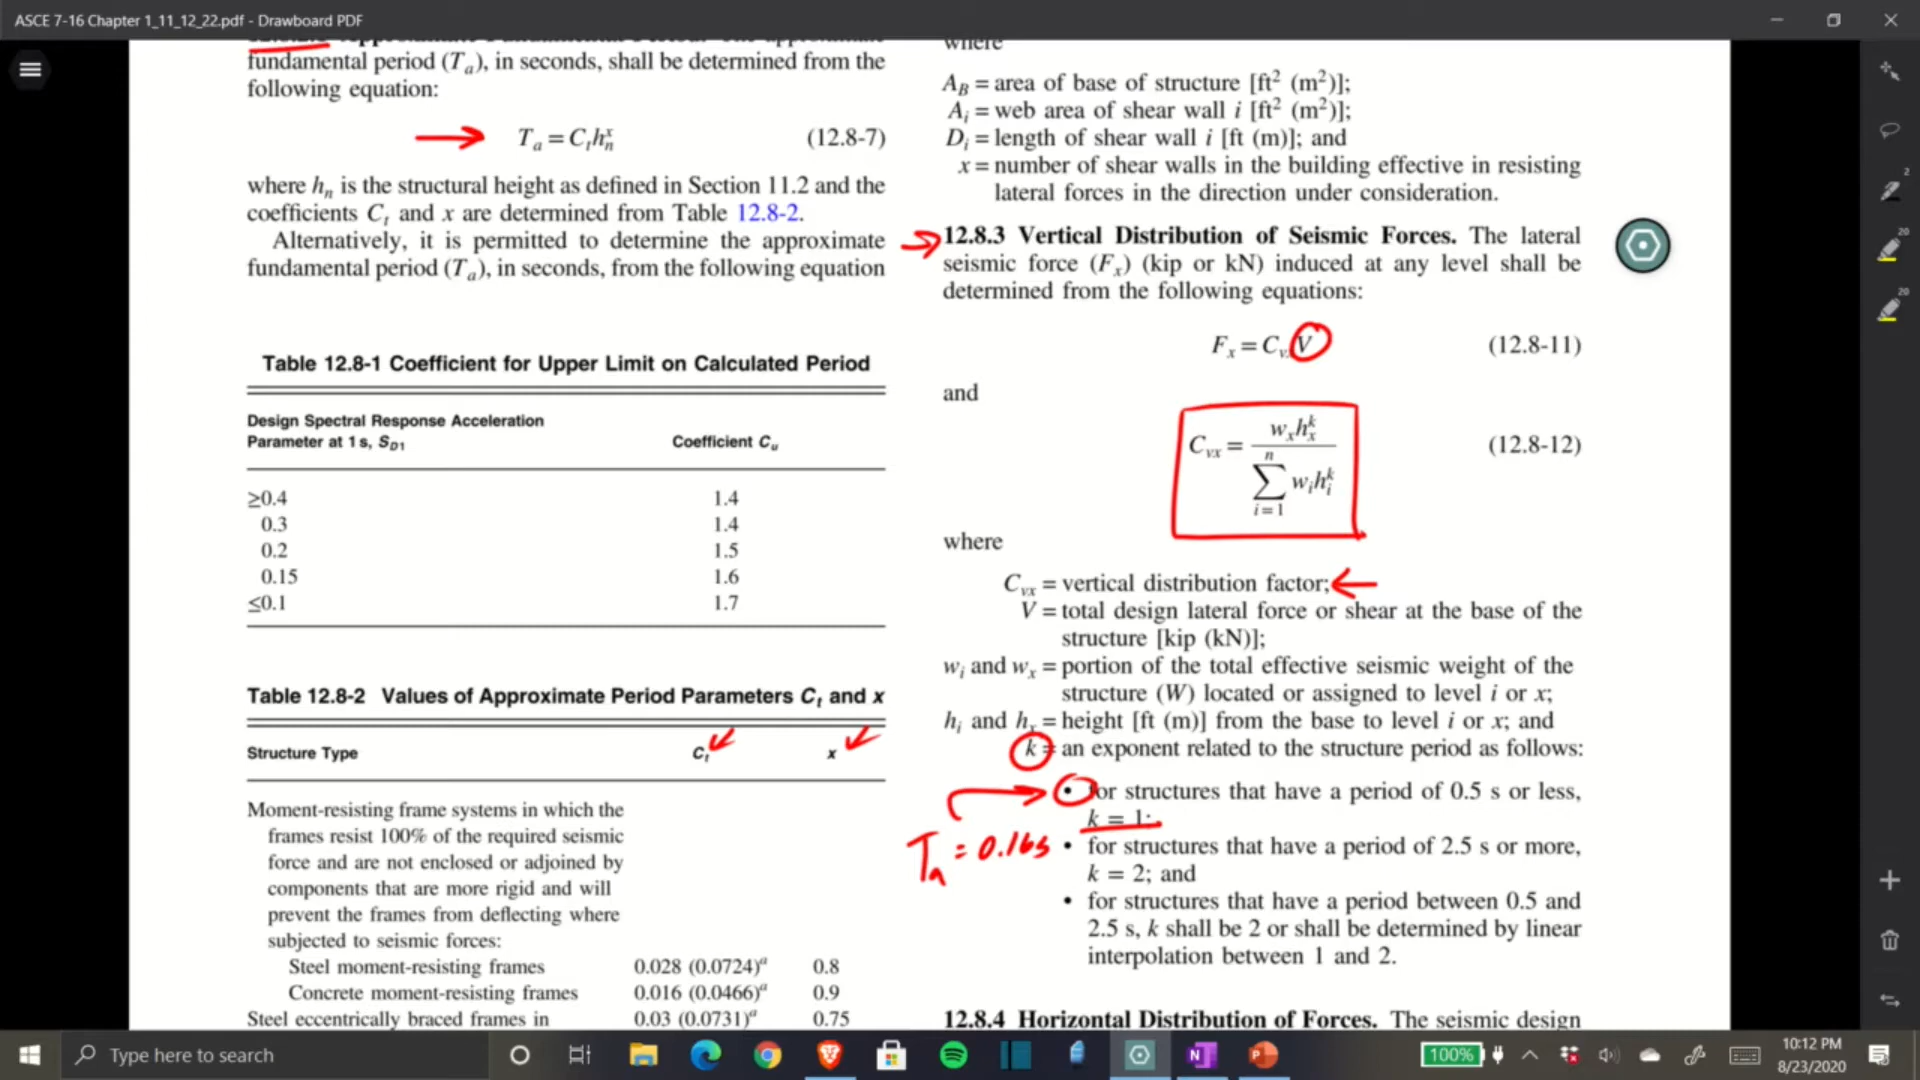 ASCE 7-16 Chapter 1_11_12_22.pdf - Drawboard PDF
fundamental period (Tₐ), in seconds, shall be determined from the
following equation:
Tₐ = Cₜhₙˣ (12.8-7)
where hₙ is the structural height as defined in Section 11.2 and the
coefficients Cₜ and x are determined from Table 12.8-2.
Alternatively, it is permitted to determine the approximate
fundamental period (Tₐ), in seconds, from the following equation
Table 12.8-1 Coefficient for Upper Limit on Calculated Period
Design Spectral Response Acceleration
Parameter at 1 s, S_D1 Coefficient Cᵤ
≥0.4 1.4
0.3 1.4
0.2 1.5
0.15 1.6
≤0.1 1.7
Table 12.8-2 Values of Approximate Period Parameters Cₜ and x
Structure Type Cₜ x
Moment-resisting frame systems in which the
frames resist 100% of the required seismic
force and are not enclosed or adjoined by
components that are more rigid and will
prevent the frames from deflecting where
subjected to seismic forces:
Steel moment-resisting frames 0.028 (0.0724)ᵃ 0.8
Concrete moment-resisting frames 0.016 (0.0466)ᵃ 0.9
Steel eccentrically braced frames in 0.03 (0.0731)ᵃ 0.75
where
A_B = area of base of structure [ft² (m²)];
Aᵢ = web area of shear wall i [ft² (m²)];
Dᵢ = length of shear wall i [ft (m)]; and
x = number of shear walls in the building effective in resisting
lateral forces in the direction under consideration.
12.8.3 Vertical Distribution of Seismic Forces. The lateral
seismic force (Fₓ) (kip or kN) induced at any level shall be
determined from the following equations:
Fₓ = Cᵥ V (12.8-11)
and
Cᵥₓ = wₓhₓᵏ / ∑ⁿᵢ₌₁ wᵢhᵢᵏ (12.8-12)
where
Cᵥₓ = vertical distribution factor;
V = total design lateral force or shear at the base of the
structure [kip (kN)];
wᵢ and wₓ = portion of the total effective seismic weight of the
structure (W) located or assigned to level i or x;
hᵢ and hₓ = height [ft (m)] from the base to level i or x; and
k = an exponent related to the structure period as follows:
• for structures that have a period of 0.5 s or less,
k = 1;
Tₐ = 0.16s
• for structures that have a period of 2.5 s or more,
k = 2; and
• for structures that have a period between 0.5 and
2.5 s, k shall be 2 or shall be determined by linear
interpolation between 1 and 2.
12.8.4 Horizontal Distribution of Forces. The seismic design
2
20
20
Type here to search
100%
10:12 PM
8/23/2020